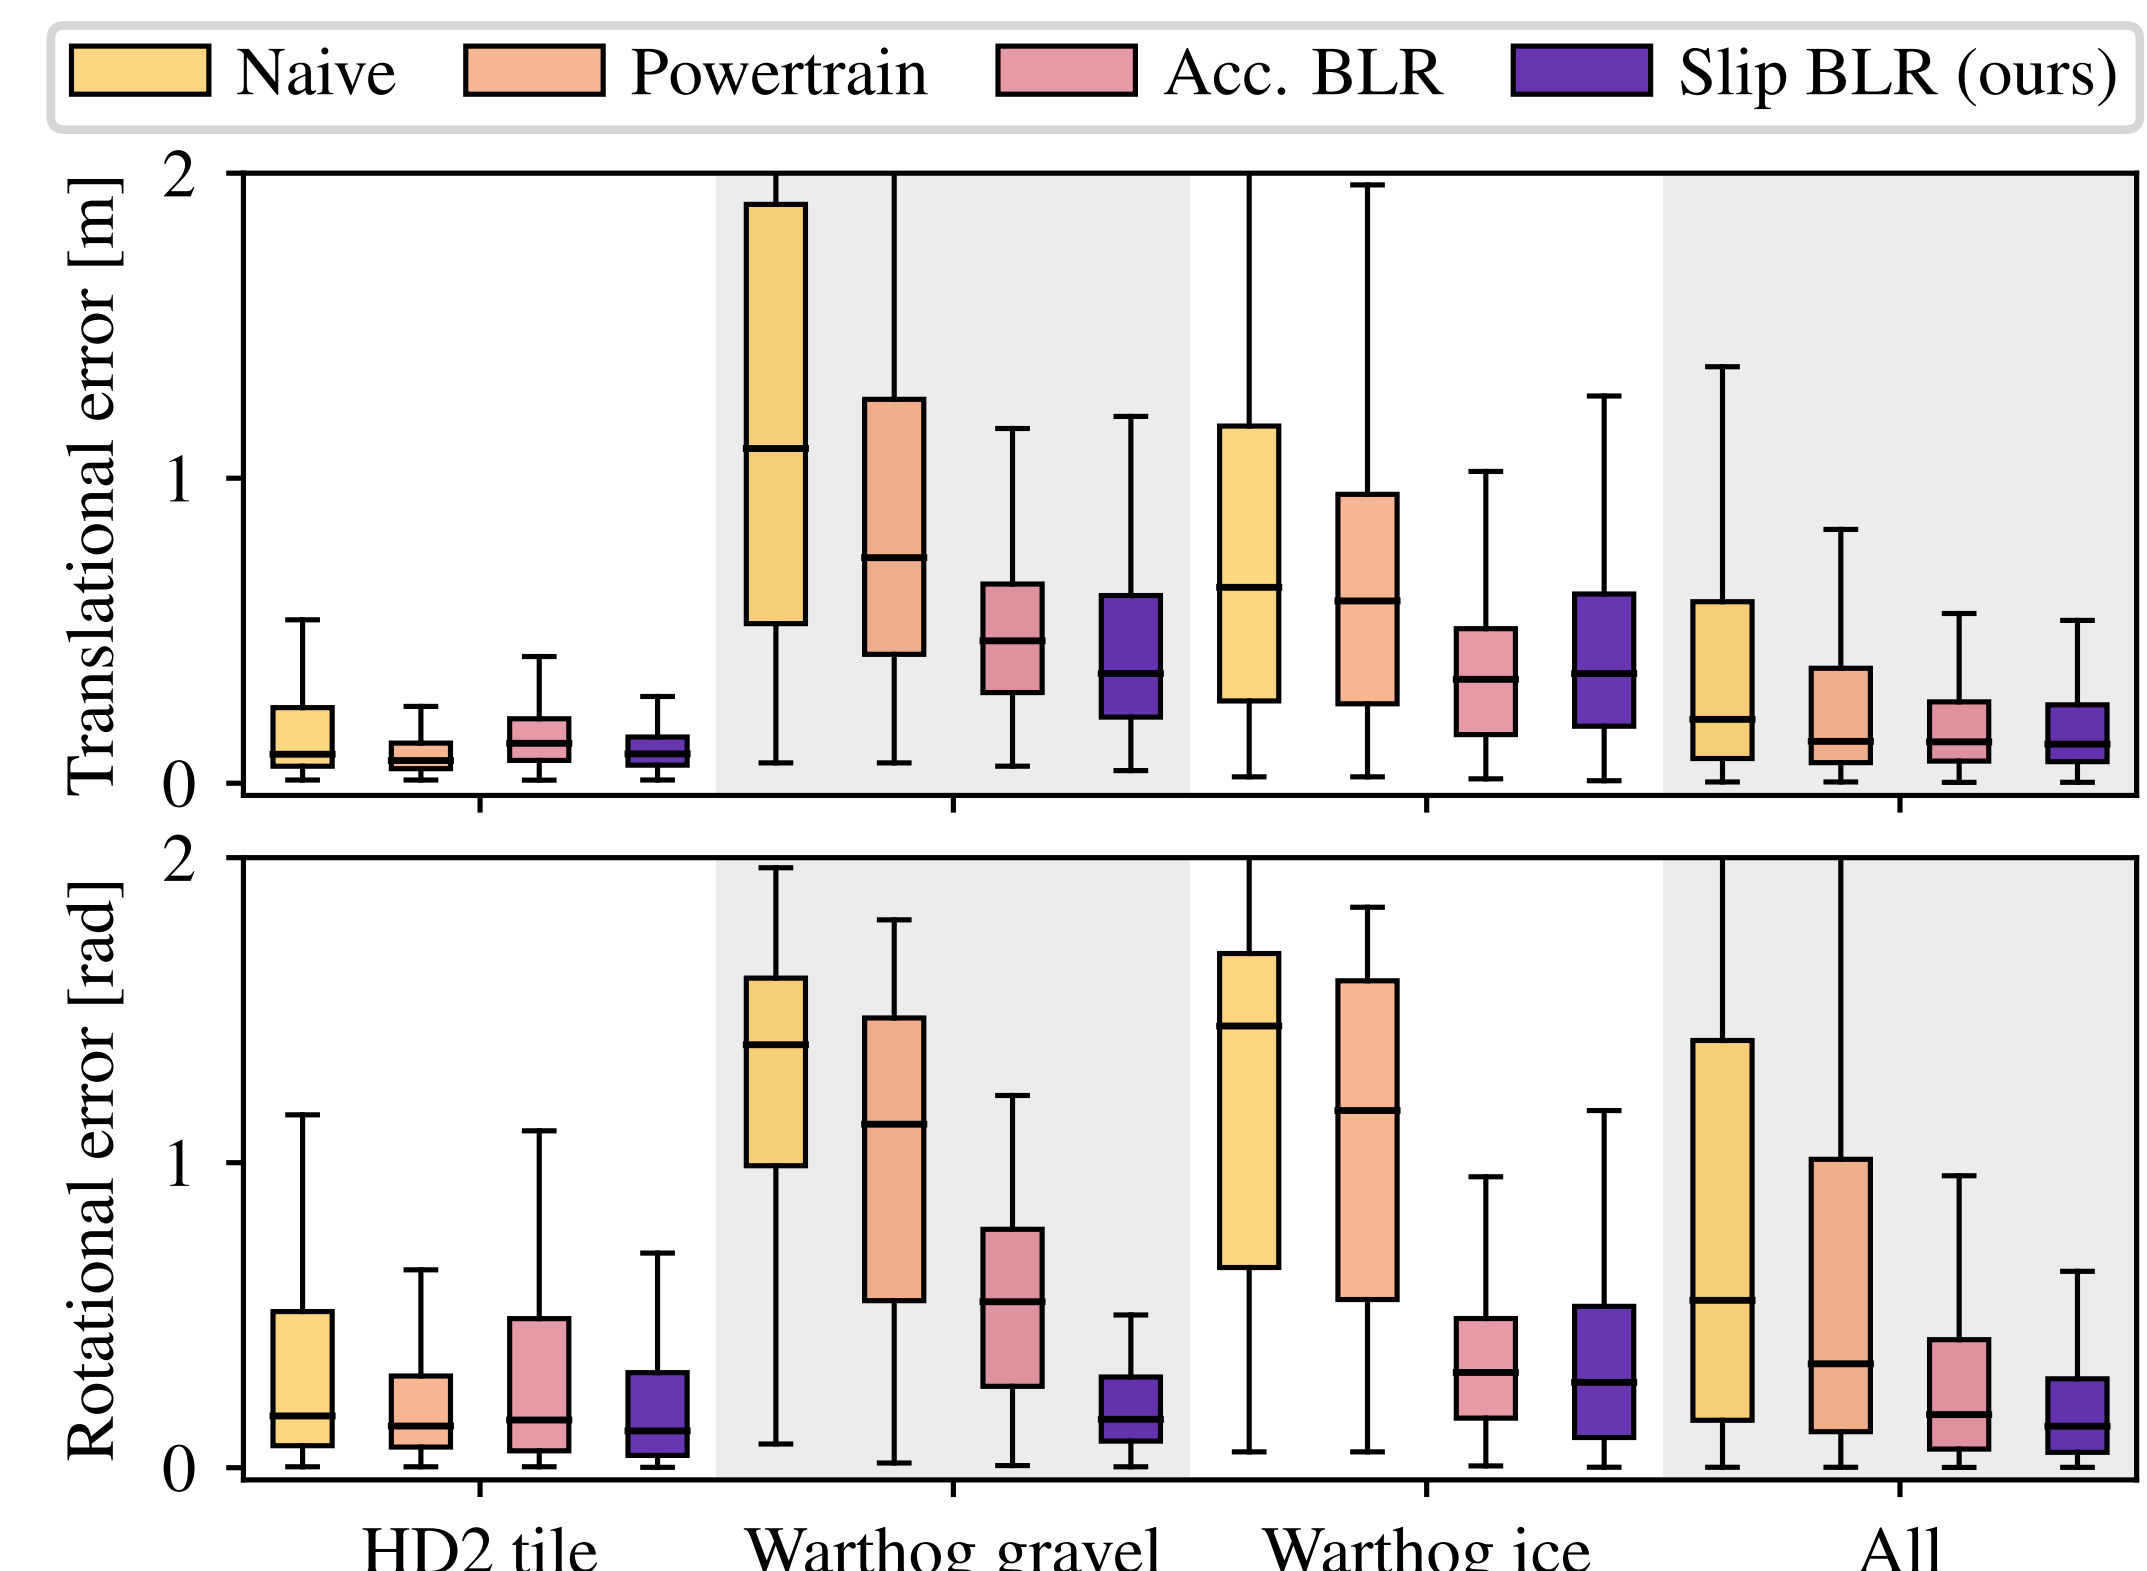 Naive Powertrain Acc. BLR Slip BLR (ours)
Translational error [m]
2
1
0
Rotational error [rad]
2
1
0
HD2 tile Warthog gravel Warthog ice All